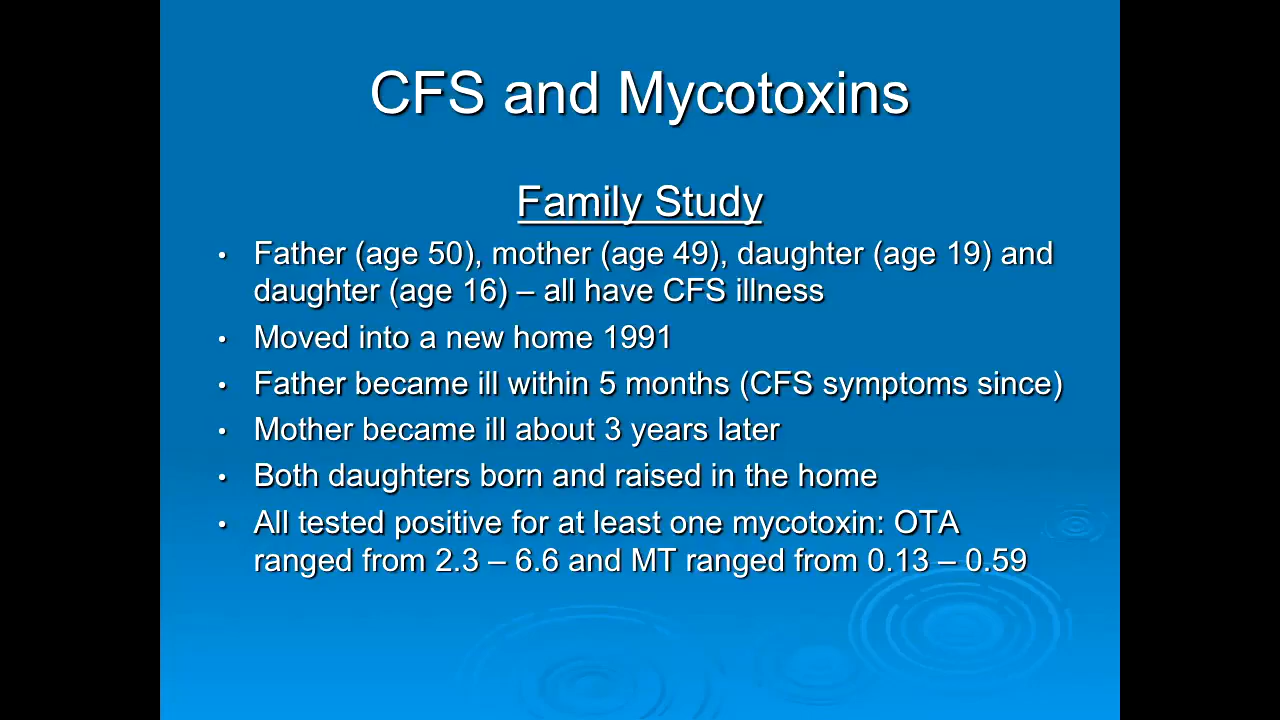 CFS and Mycotoxins
Family Study
• Father (age 50), mother (age 49), daughter (age 19) and
daughter (age 16) – all have CFS illness
• Moved into a new home 1991
• Father became ill within 5 months (CFS symptoms since)
• Mother became ill about 3 years later
• Both daughters born and raised in the home
• All tested positive for at least one mycotoxin: OTA
ranged from 2.3 – 6.6 and MT ranged from 0.13 – 0.59